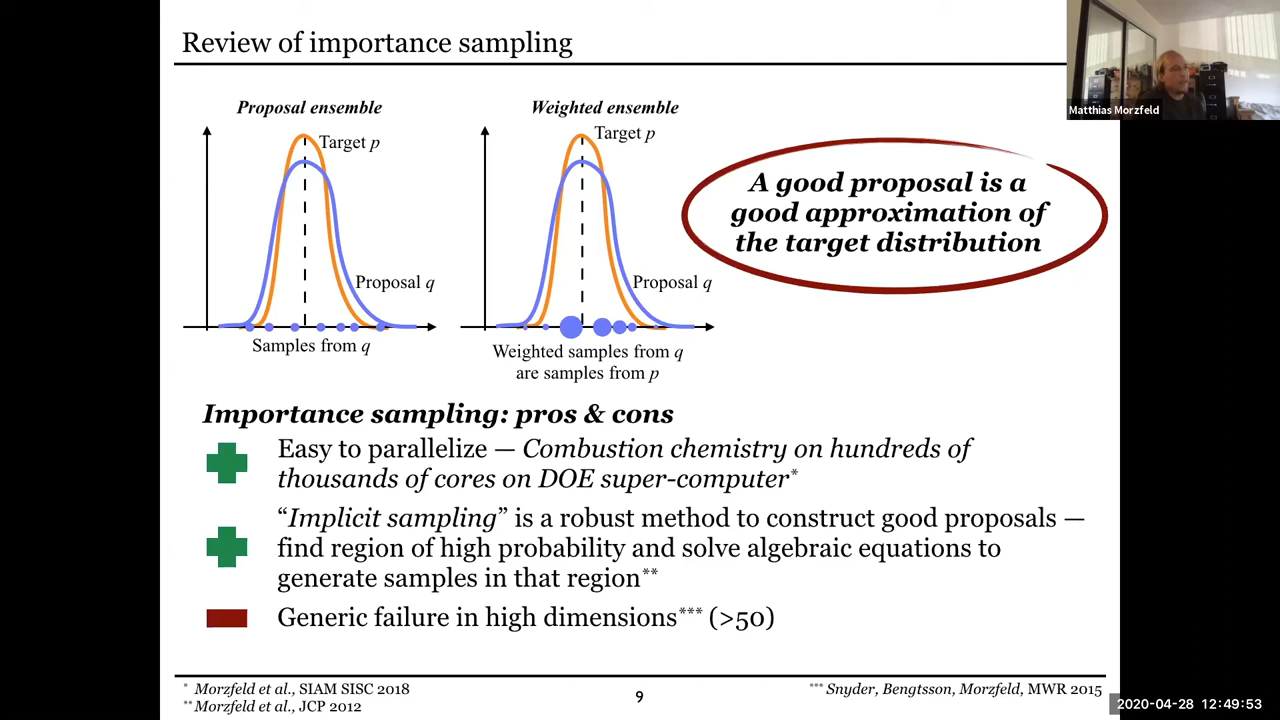 Review of importance sampling
Matthias Morzfeld
Proposal ensemble
Target p
Proposal q
Samples from q
Weighted ensemble
Target p
Proposal q
Weighted samples from q
are samples from p
A good proposal is a
good approximation of
the target distribution
Importance sampling: pros & cons
Easy to parallelize — Combustion chemistry on hundreds of
thousands of cores on DOE super-computer*
“Implicit sampling” is a robust method to construct good proposals —
find region of high probability and solve algebraic equations to
generate samples in that region**
Generic failure in high dimensions*** (>50)
* Morzfeld et al., SIAM SISC 2018
** Morzfeld et al., JCP 2012
9
*** Snyder, Bengtsson, Morzfeld, MWR 2015
2020-04-28 12:49:53